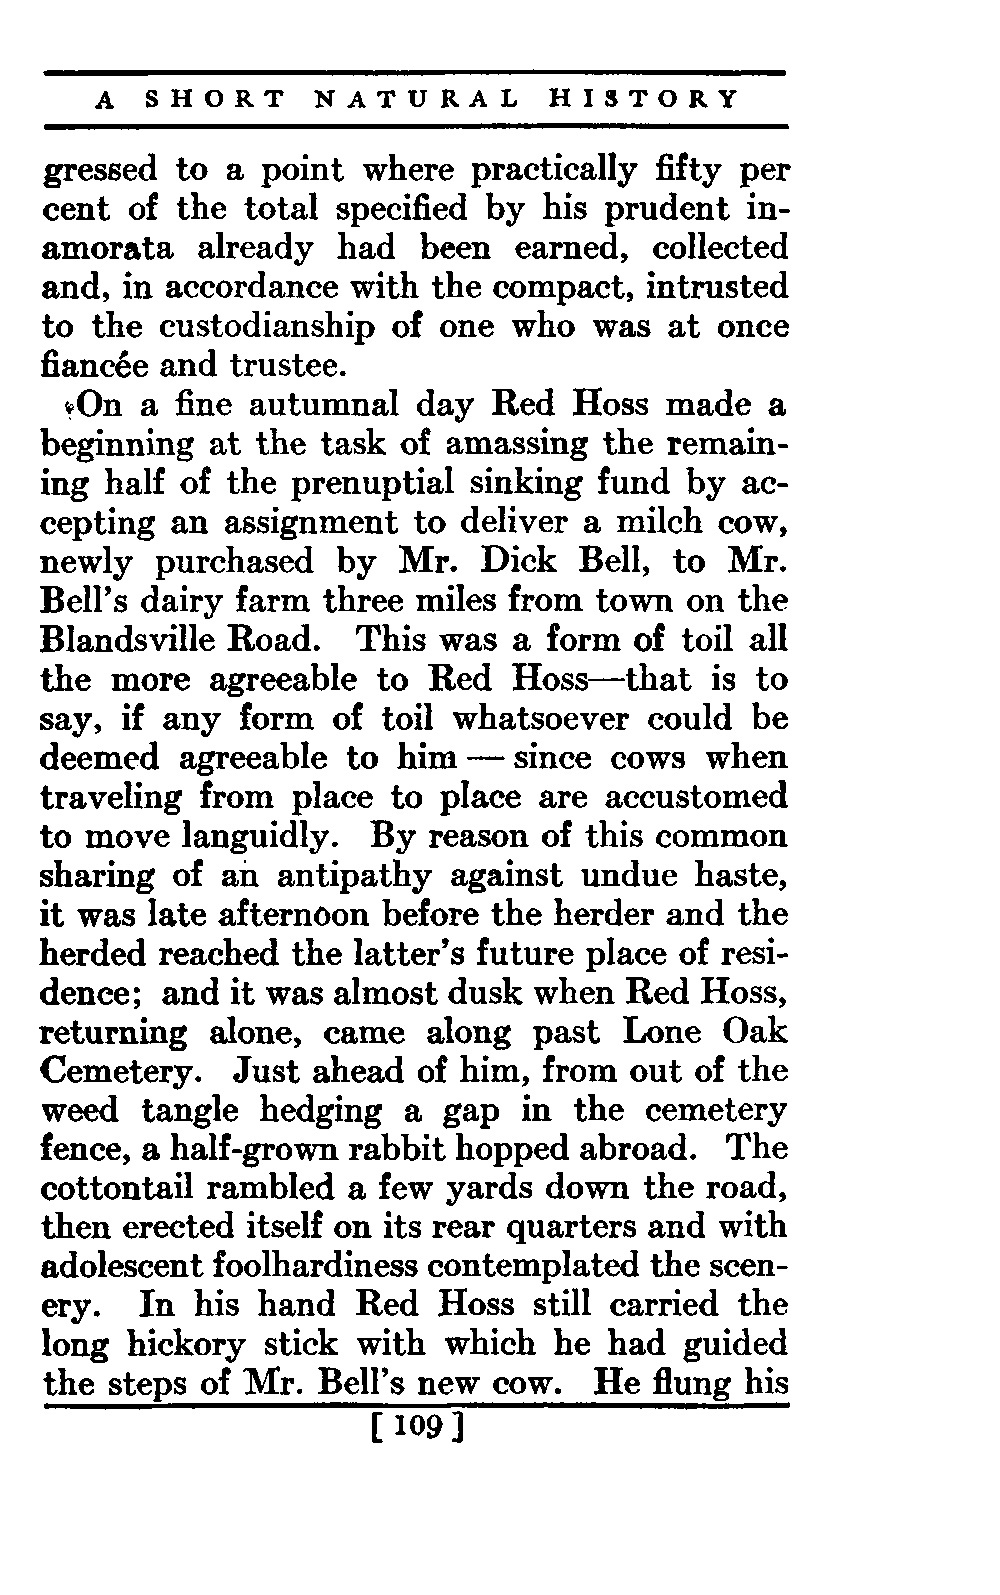 A SHORT NATURAL HISTORY
gressed to a point where practically fifty per
cent of the total specified by his prudent in-
amorata already had been earned, collected
and, in accordance with the compact, intrusted
to the custodianship of one who was at once
fiancée and trustee.
On a fine autumnal day Red Hoss made a
beginning at the task of amassing the remain-
ing half of the prenuptial sinking fund by ac-
cepting an assignment to deliver a milch cow,
newly purchased by Mr. Dick Bell, to Mr.
Bell's dairy farm three miles from town on the
Blandsville Road. This was a form of toil all
the more agreeable to Red Hoss—that is to
say, if any form of toil whatsoever could be
deemed agreeable to him — since cows when
traveling from place to place are accustomed
to move languidly. By reason of this common
sharing of an antipathy against undue haste,
it was late afternoon before the herder and the
herded reached the latter's future place of resi-
dence; and it was almost dusk when Red Hoss,
returning alone, came along past Lone Oak
Cemetery. Just ahead of him, from out of the
weed tangle hedging a gap in the cemetery
fence, a half-grown rabbit hopped abroad. The
cottontail rambled a few yards down the road,
then erected itself on its rear quarters and with
adolescent foolhardiness contemplated the scen-
ery. In his hand Red Hoss still carried the
long hickory stick with which he had guided
the steps of Mr. Bell's new cow. He flung his
[ 109 ]